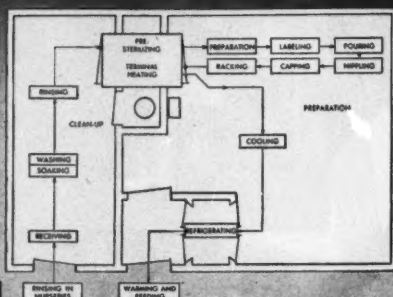 PRE-
STERILIZING
TERMINAL
HEATING
PREPARATION
LABELING
POURING
NIPPLING
CAPPING
RACKING
RINSING
CLEAN-UP
PREPARATION
COOLING
WASHING
SOAKING
RECEIVING
REFRIGERATING
RINSING IN
NURSERIES
WARMING AND
FEEDING